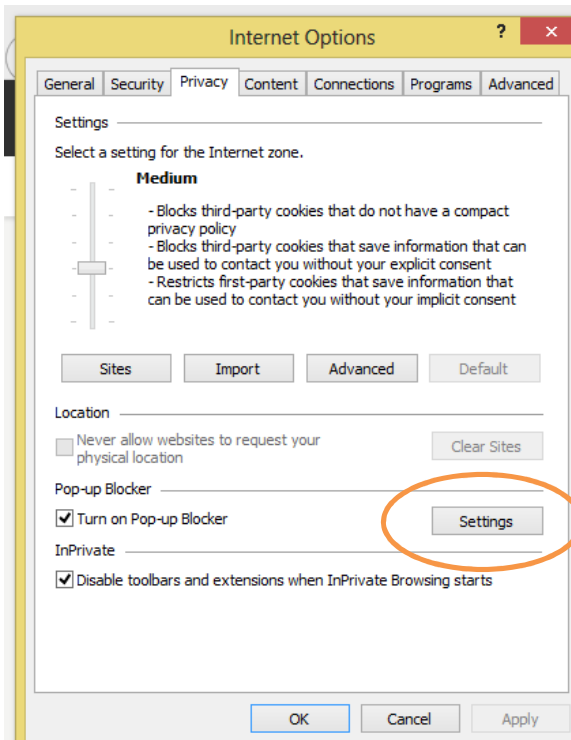 Internet Options
?
×
General Security Privacy Content Connections Programs Advanced
Settings
Select a setting for the Internet zone.
Medium
- Blocks third-party cookies that do not have a compact
privacy policy
- Blocks third-party cookies that save information that can
be used to contact you without your explicit consent
- Restricts first-party cookies that save information that
can be used to contact you without your implicit consent
Sites Import Advanced Default
Location
Never allow websites to request your
physical location
Clear Sites
Pop-up Blocker
Turn on Pop-up Blocker
Settings
InPrivate
Disable toolbars and extensions when InPrivate Browsing starts
OK Cancel Apply